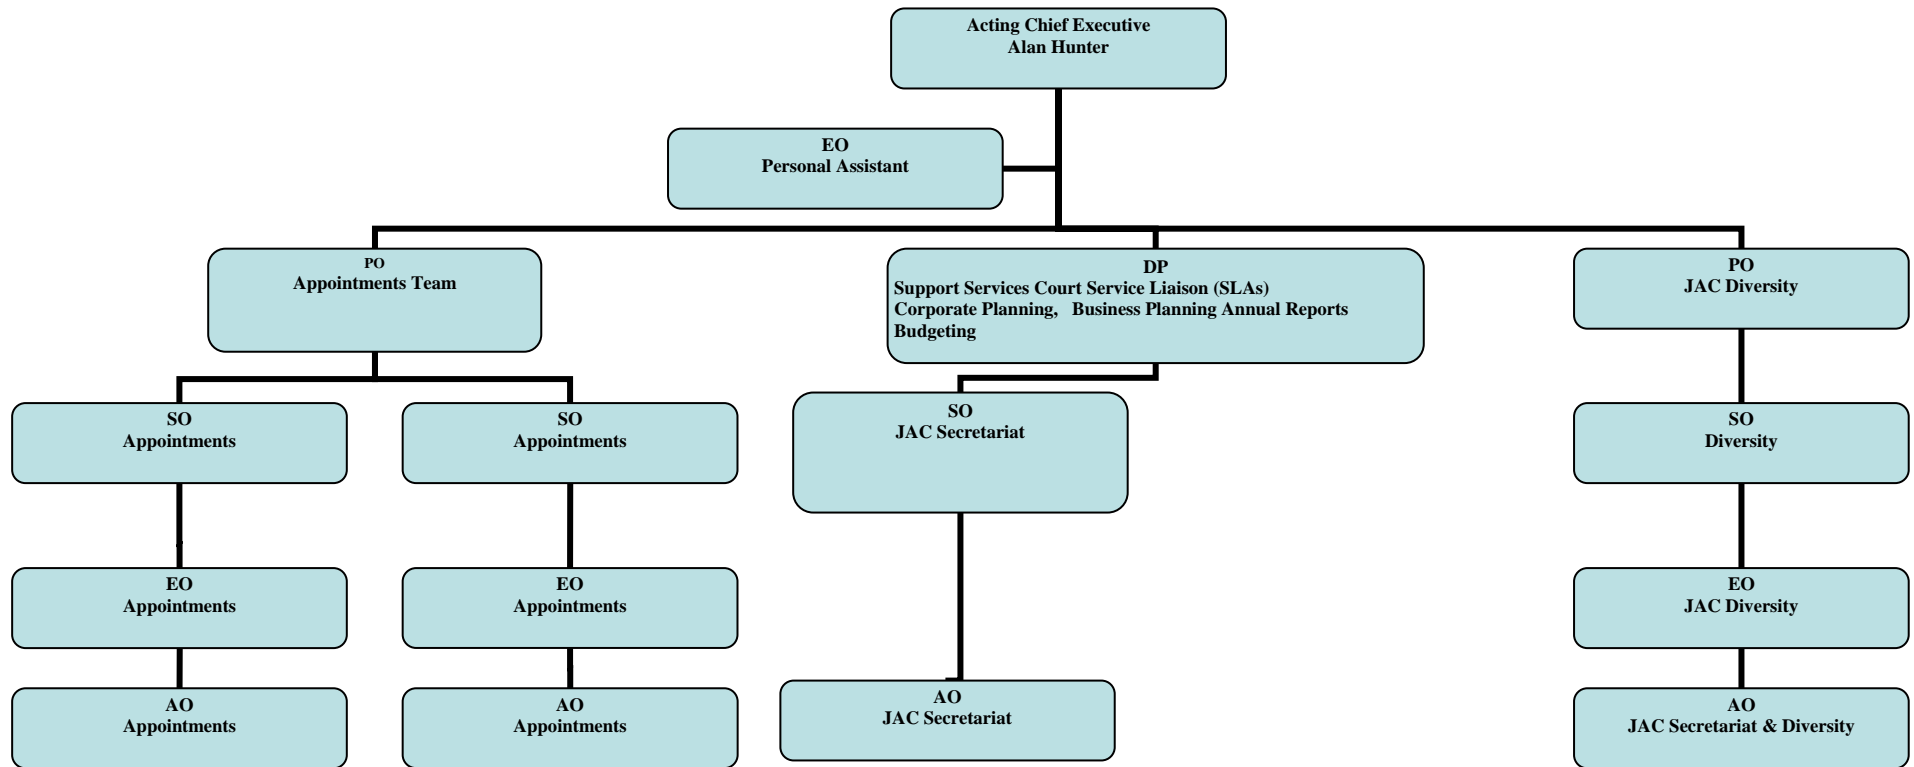 Acting Chief Executive
Alan Hunter
EO
Personal Assistant
PO
Appointments Team
DP
Support Services Court Service Liaison (SLAs)
Corporate Planning,   Business Planning Annual Reports
Budgeting
PO
JAC Diversity
SO
Appointments
SO
Appointments
SO
JAC Secretariat
SO
Diversity
EO
Appointments
EO
Appointments
EO
JAC Diversity
AO
Appointments
AO
Appointments
AO
JAC Secretariat
AO
JAC Secretariat & Diversity